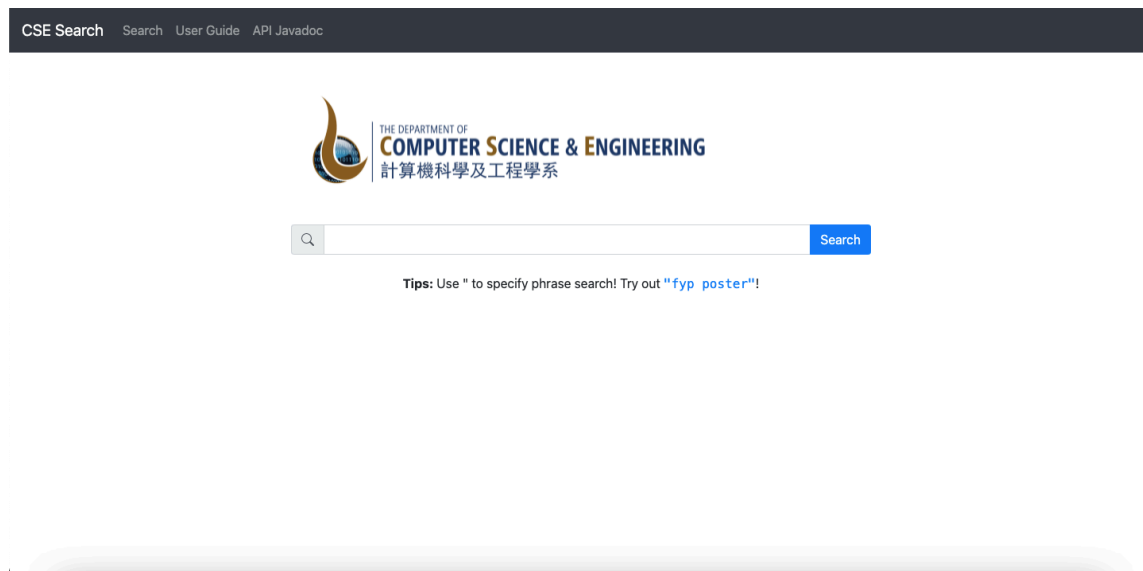 CSE Search Search User Guide API Javadoc
THE DEPARTMENT OF
COMPUTER SCIENCE & ENGINEERING
計算機科學及工程學系
Search
Tips: Use " to specify phrase search! Try out "fyp poster"!